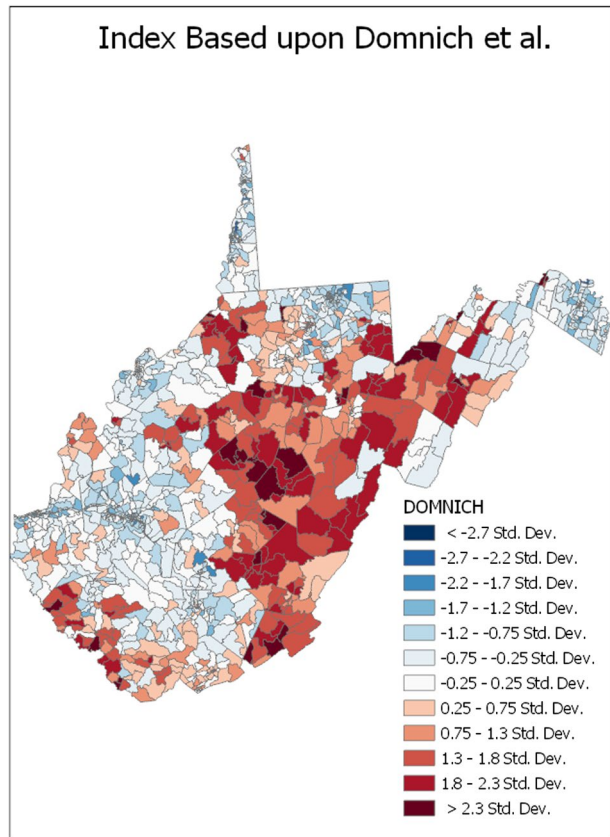 Index Based upon Domnich et al.
DOMNICH
< -2.7 Std. Dev.
-2.7 - -2.2 Std. Dev.
-2.2 - -1.7 Std. Dev.
-1.7 - -1.2 Std. Dev.
-1.2 - -0.75 Std. Dev.
-0.75 - -0.25 Std. Dev.
-0.25 - 0.25 Std. Dev.
0.25 - 0.75 Std. Dev.
0.75 - 1.3 Std. Dev.
1.3 - 1.8 Std. Dev.
1.8 - 2.3 Std. Dev.
> 2.3 Std. Dev.